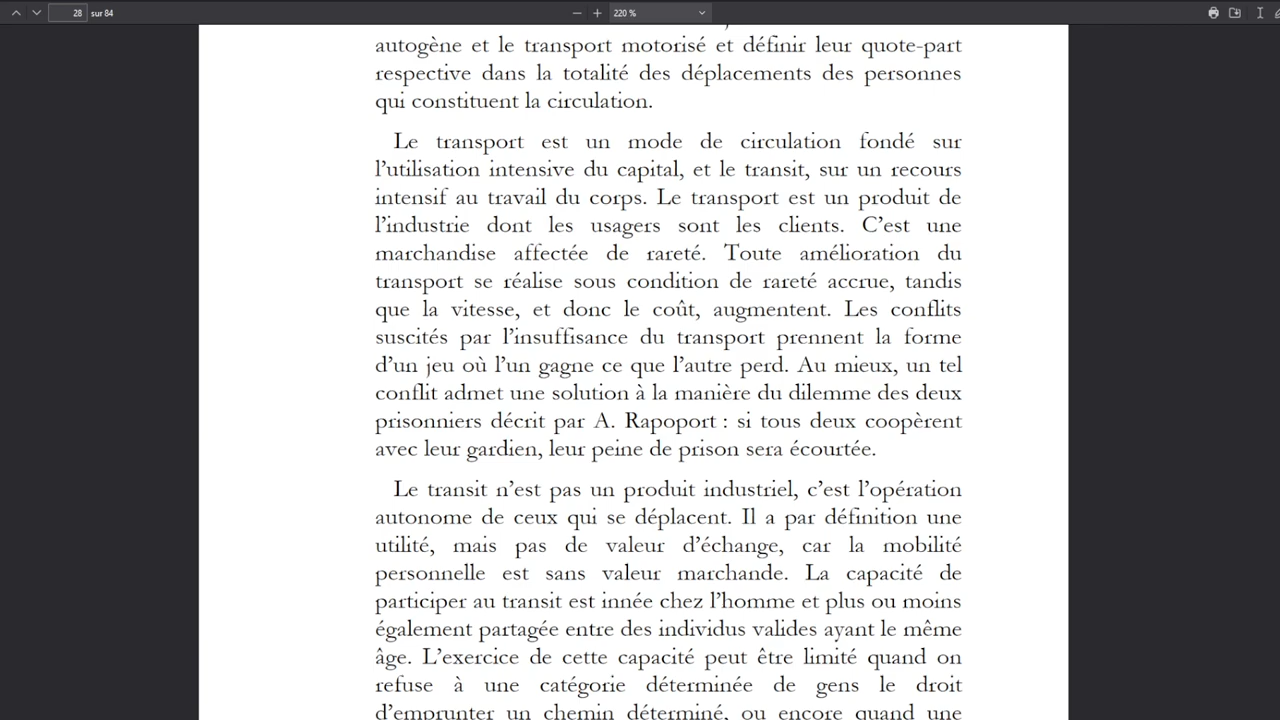 28 sur 84
220 %
autogène et le transport motorisé et définir leur quote-part
respective dans la totalité des déplacements des personnes
qui constituent la circulation.
Le transport est un mode de circulation fondé sur
l’utilisation intensive du capital, et le transit, sur un recours
intensif au travail du corps. Le transport est un produit de
l’industrie dont les usagers sont les clients. C’est une
marchandise affectée de rareté. Toute amélioration du
transport se réalise sous condition de rareté accrue, tandis
que la vitesse, et donc le coût, augmentent. Les conflits
suscités par l’insuffisance du transport prennent la forme
d’un jeu où l’un gagne ce que l’autre perd. Au mieux, un tel
conflit admet une solution à la manière du dilemme des deux
prisonniers décrit par A. Rapoport : si tous deux coopèrent
avec leur gardien, leur peine de prison sera écourtée.
Le transit n’est pas un produit industriel, c’est l’opération
autonome de ceux qui se déplacent. Il a par définition une
utilité, mais pas de valeur d’échange, car la mobilité
personnelle est sans valeur marchande. La capacité de
participer au transit est innée chez l’homme et plus ou moins
également partagée entre des individus valides ayant le même
âge. L’exercice de cette capacité peut être limité quand on
refuse à une catégorie déterminée de gens le droit
d’emprunter un chemin déterminé, ou encore quand une